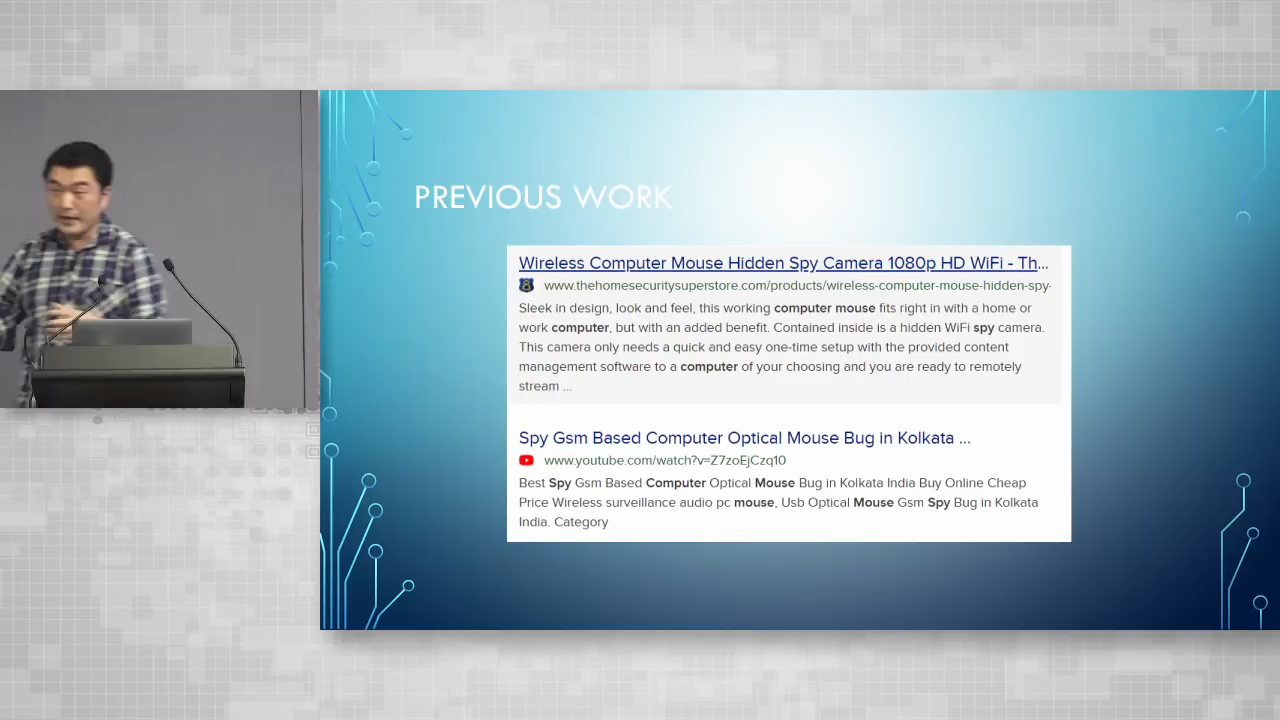 PREVIOUS WORK
Wireless Computer Mouse Hidden Spy Camera 1080p HD WiFi - Th...
www.thehomesecuritysuperstore.com/products/wireless-computer-mouse-hidden-spy-
Sleek in design, look and feel, this working computer mouse fits right in with a home or
work computer, but with an added benefit. Contained inside is a hidden WiFi spy camera.
This camera only needs a quick and easy one-time setup with the provided content
management software to a computer of your choosing and you are ready to remotely
stream ...
Spy Gsm Based Computer Optical Mouse Bug in Kolkata ...
www.youtube.com/watch?v=Z7zoEjCzq10
Best Spy Gsm Based Computer Optical Mouse Bug in Kolkata India Buy Online Cheap
Price Wireless surveillance audio pc mouse, Usb Optical Mouse Gsm Spy Bug in Kolkata
India. Category